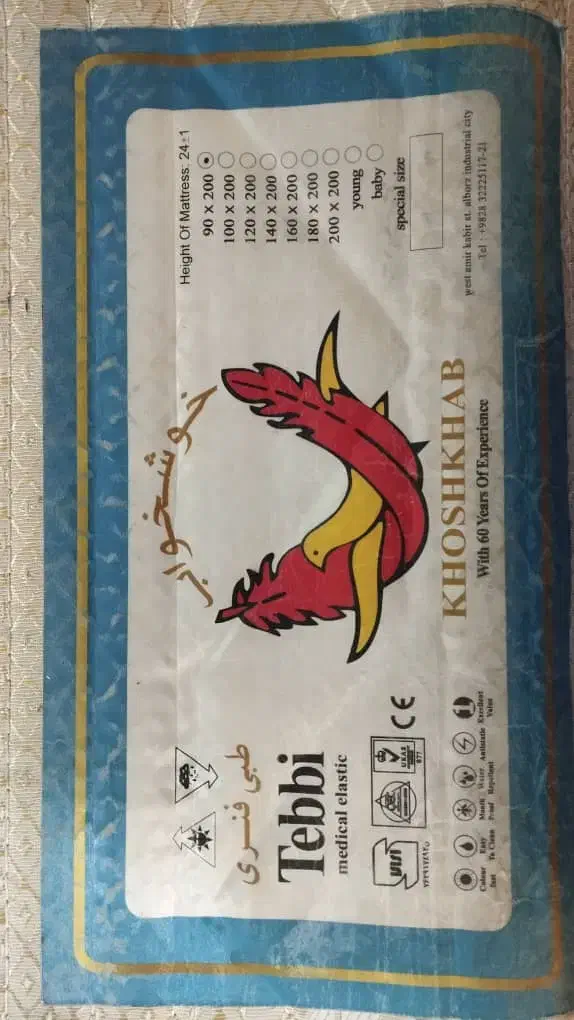 طبی فنـــری
Tebbi
medical elastic
UKAS
Colour fast
Easy To Clean
Mouth Proof
Water Repellent
Antistatic
Excellent Value
CE
خوشخواب
KHOSHKHAB
With 60 Years Of Experience
Height Of Mattress: 24±1
90 x 200
100 x 200
120 x 200
140 x 200
160 x 200
180 x 200
200 x 200
young
baby
special size
west amir kabir st. alborz industrial city
Tel : +9828 32225117-21